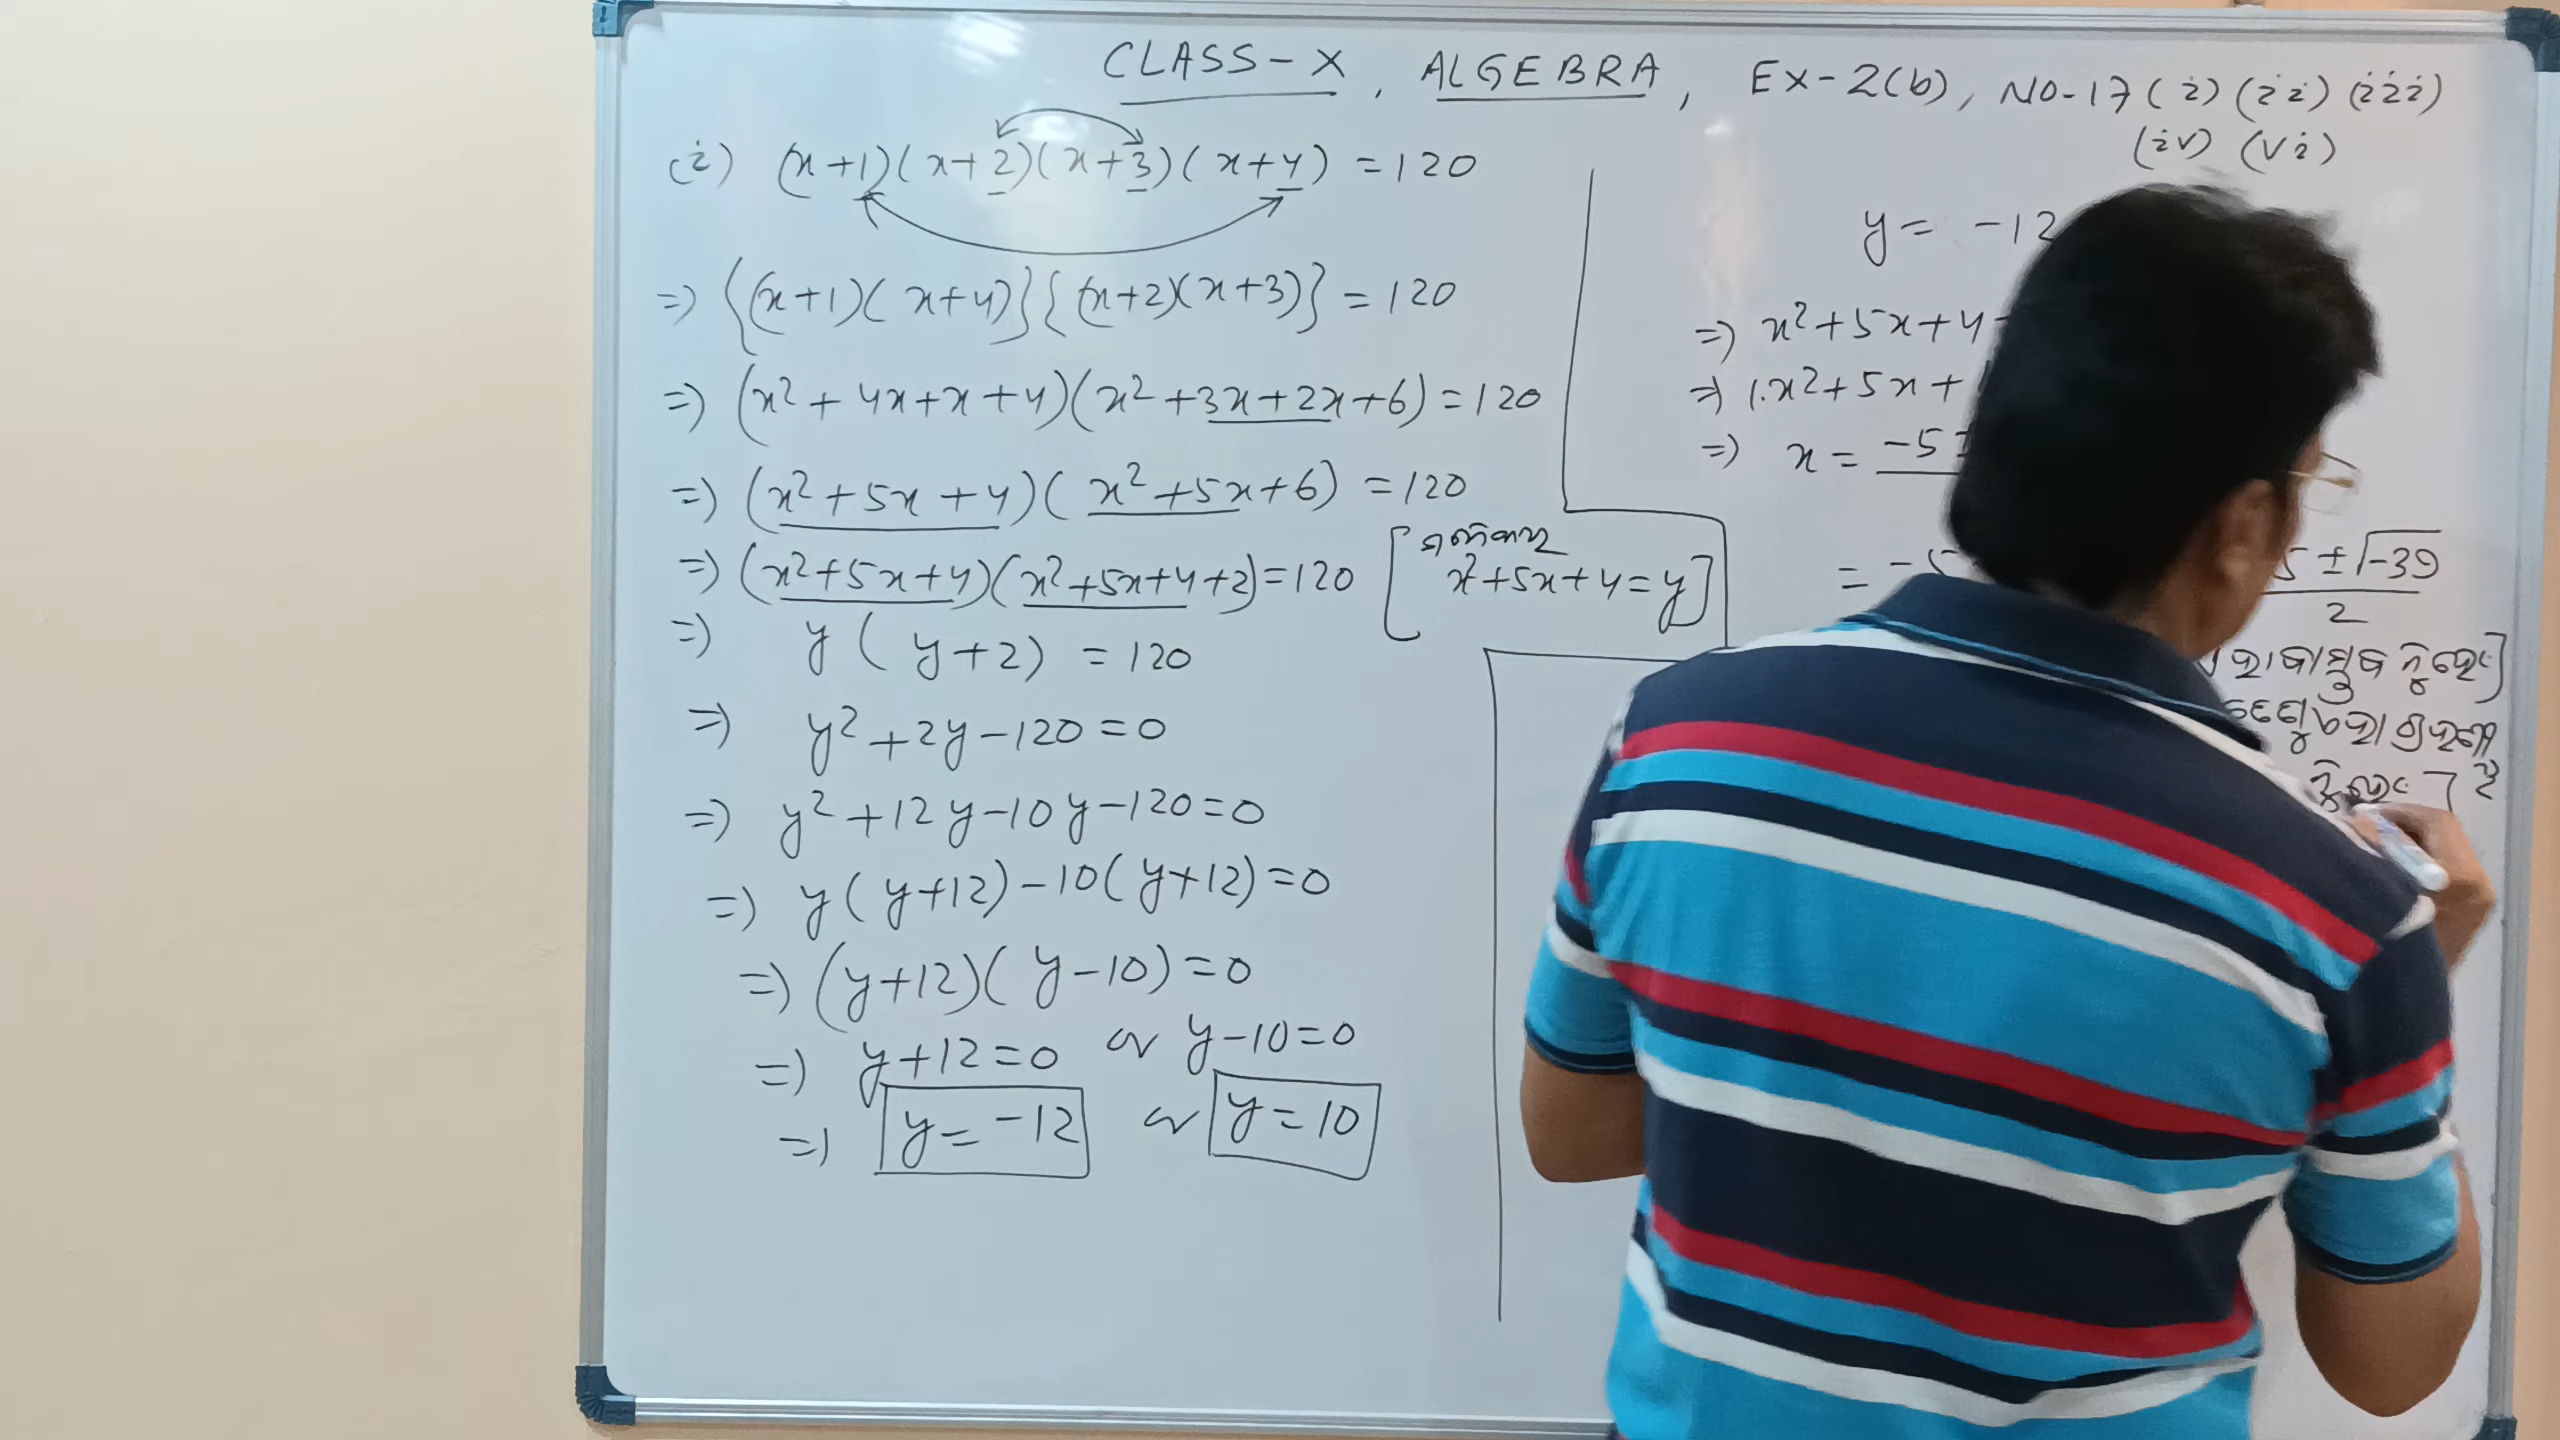 CLASS-X, ALGEBRA, EX-2(b), NO-17 (i) (ii) (iii)
(iv) (vi)
(i) (x+1)(x+2)(x+3)(x+4) = 120
=) {(x+1)(x+4)}{(x+2)(x+3)} = 120
=) (x²+4x+x+4)(x²+3x+2x+6) = 120
=) (x²+5x+4)(x²+5x+6) = 120
=) (x²+5x+4)(x²+5x+4+2) = 120
[
x²+5x+4=y]
=) y(y+2) = 120
=) y²+2y-120=0
=) y²+12y-10y-120=0
=) y(y+12)-10(y+12)=0
=) (y+12)(y-10)=0
=) y+12=0 or y-10=0
=) y=-12 or y=10
y = -12
=) x²+5x+4
=) 1.x²+5x+
=) x = -5 ±
= -5
5 ± √-39
2